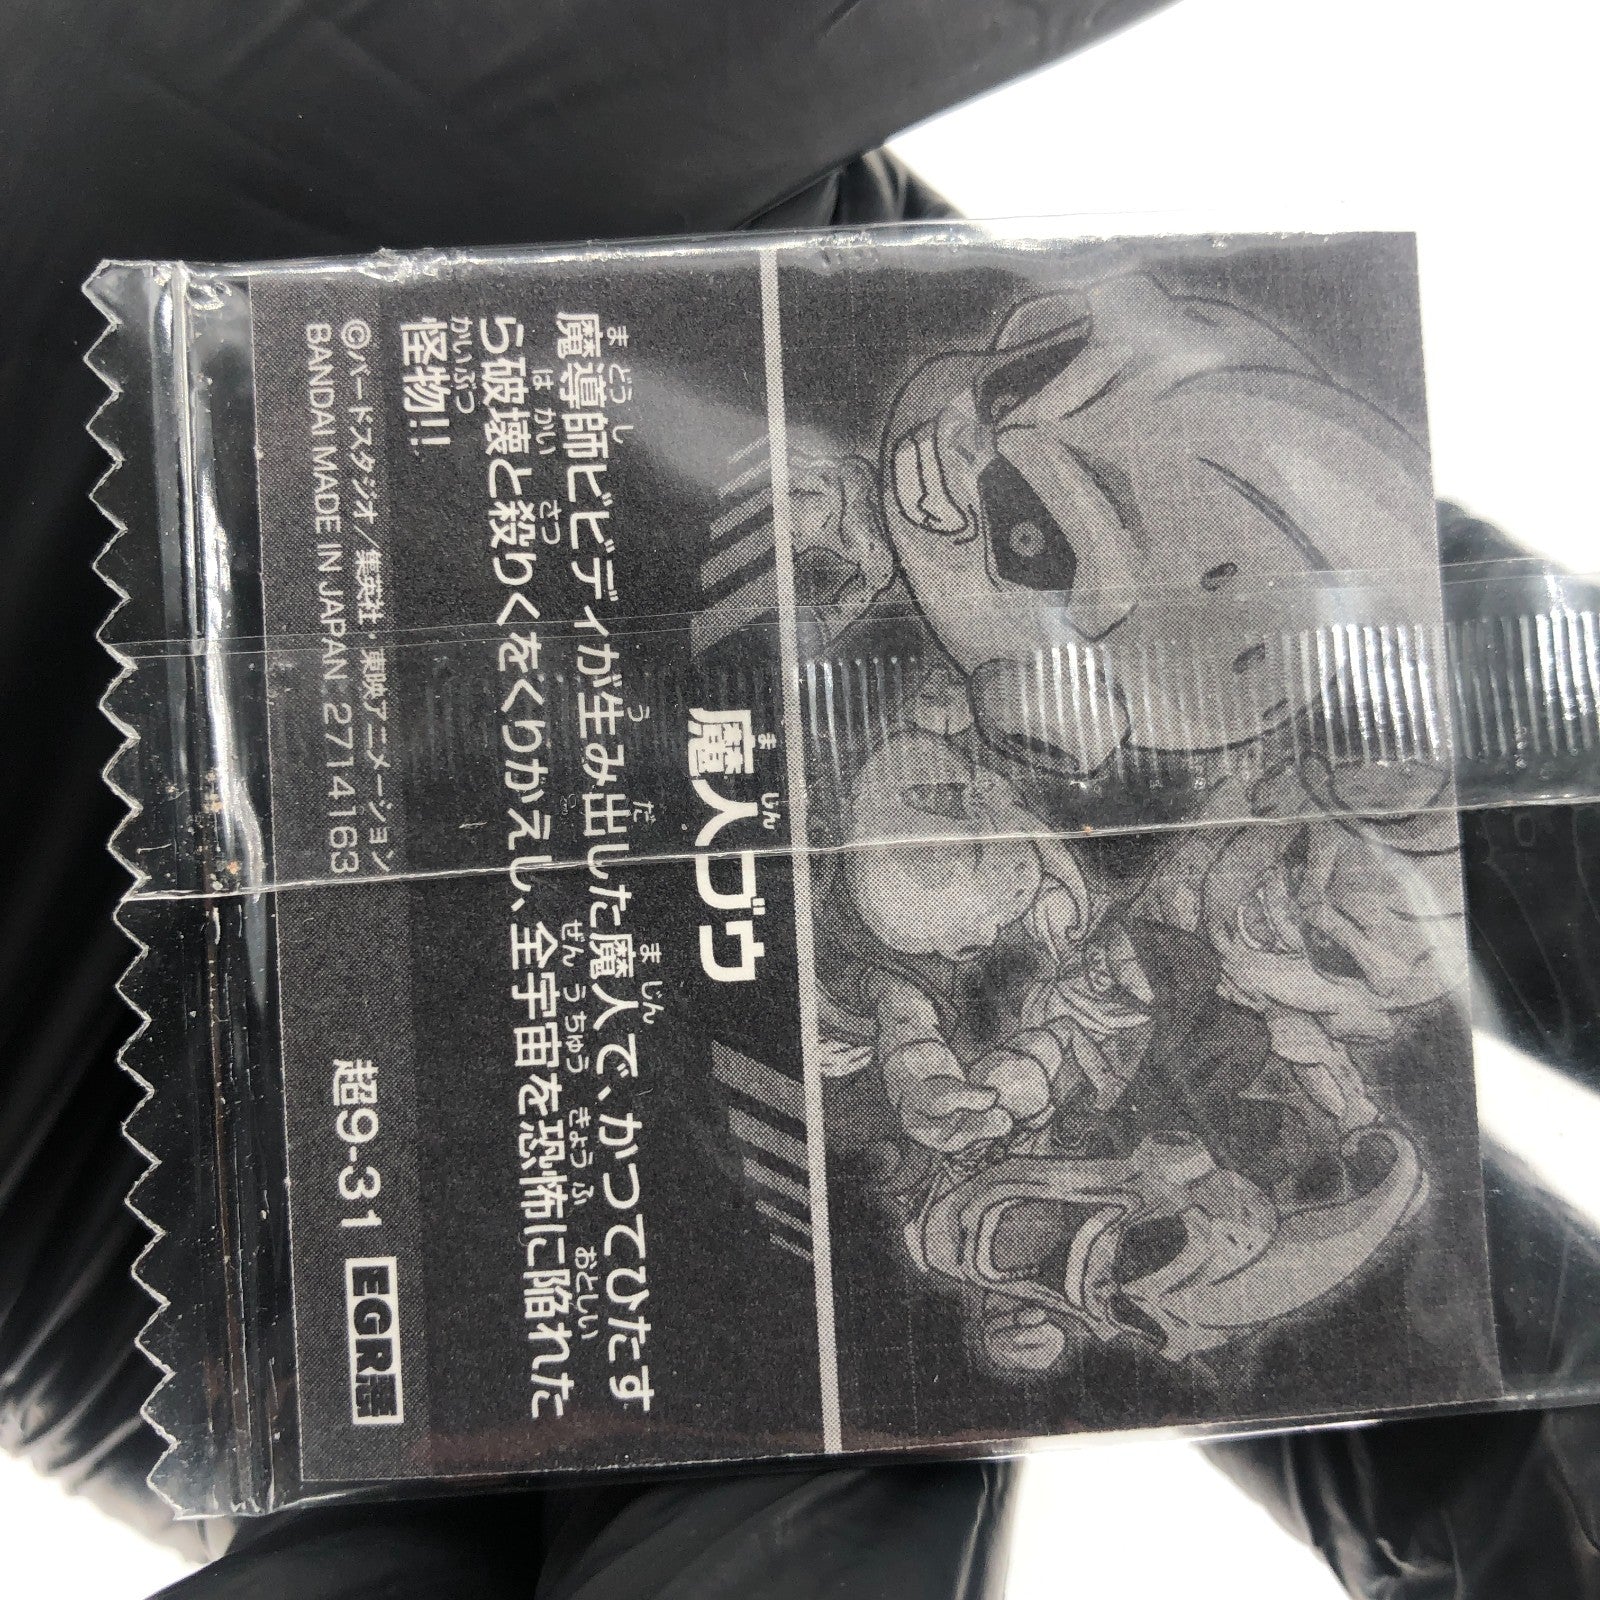 魔人ブウ
魔導師ビビディが生み出した魔人で、かつてひたす
ら破壊と殺りくをくりかえし、全宇宙を恐怖に陥れた
怪物!!
©バードスタジオ／集英社・東映アニメーション
BANDAI MADE IN JAPAN 2714163
超9-31 EGR悪